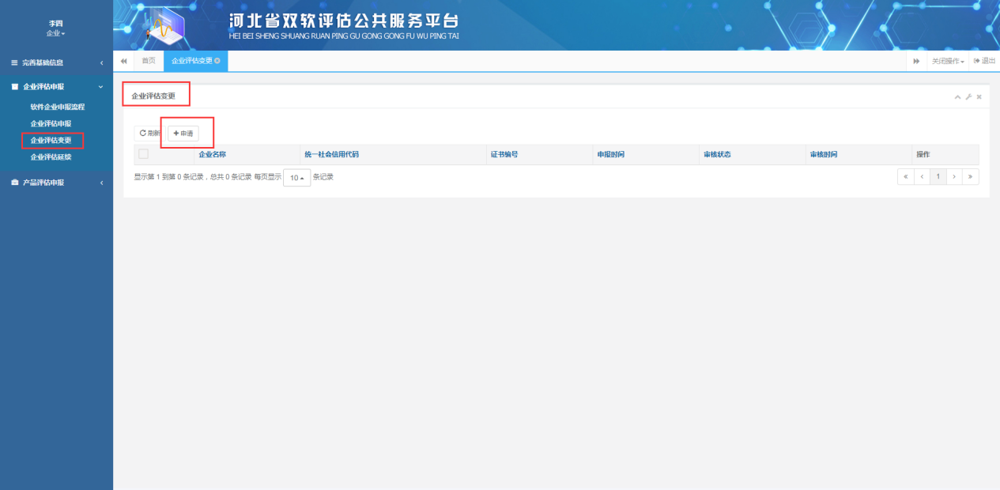 李四
企业
河北省双软评估公共服务平台
HEI BEI SHENG SHUANG RUAN PING GU GONG GONG FU WU PING TAI
完善基础信息
企业评估申报
软件企业申报流程
企业评估申报
企业评估变更
企业评估延续
产品评估申报
首页 企业评估变更 关闭操作 退出
企业评估变更
刷新 申请
企业名称 统一社会信用代码 证书编号 申报时间 审核状态 审核时间 操作
显示第 1 到第 0 条记录，总共 0 条记录 每页显示 10 条记录 « ‹ 1 › »